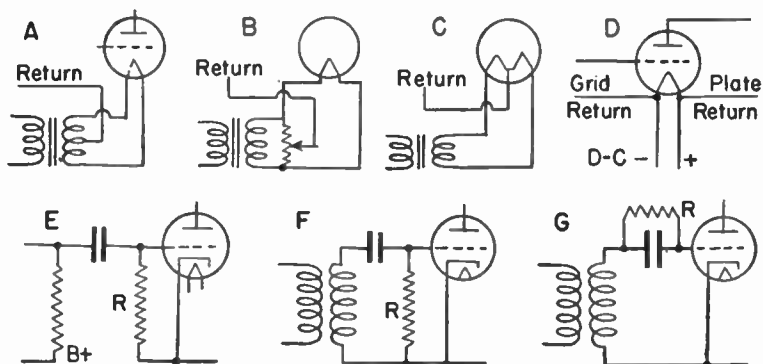 A
Return
B
Return
C
Return
D
Grid
Return
Plate
Return
D-C - +
E
R
B+
F
R
G
R